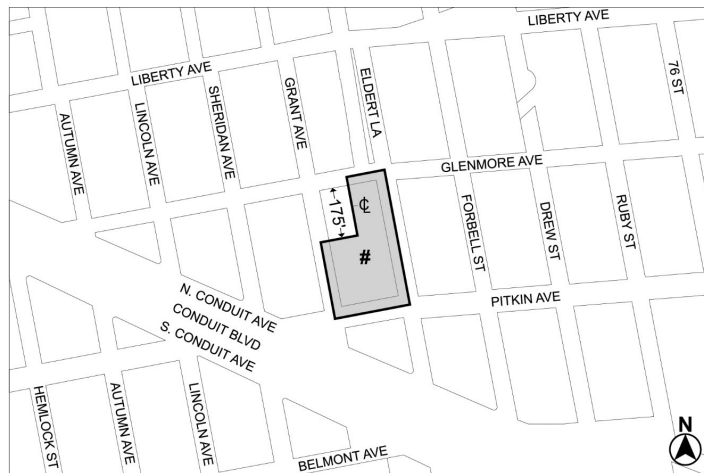 LIBERTY AVE
LIBERTY AVE
AUTUMN AVE
LINCOLN AVE
SHERIDAN AVE
GRANT AVE
ELDERT LA
76 ST
GLENMORE AVE
175'
℄
#
FORBELL ST
DREW ST
RUBY ST
PITKIN AVE
N. CONDUIT AVE
CONDUIT BLVD
S. CONDUIT AVE
HEMLOCK ST
AUTUMN AVE
LINCOLN AVE
BELMONT AVE
N